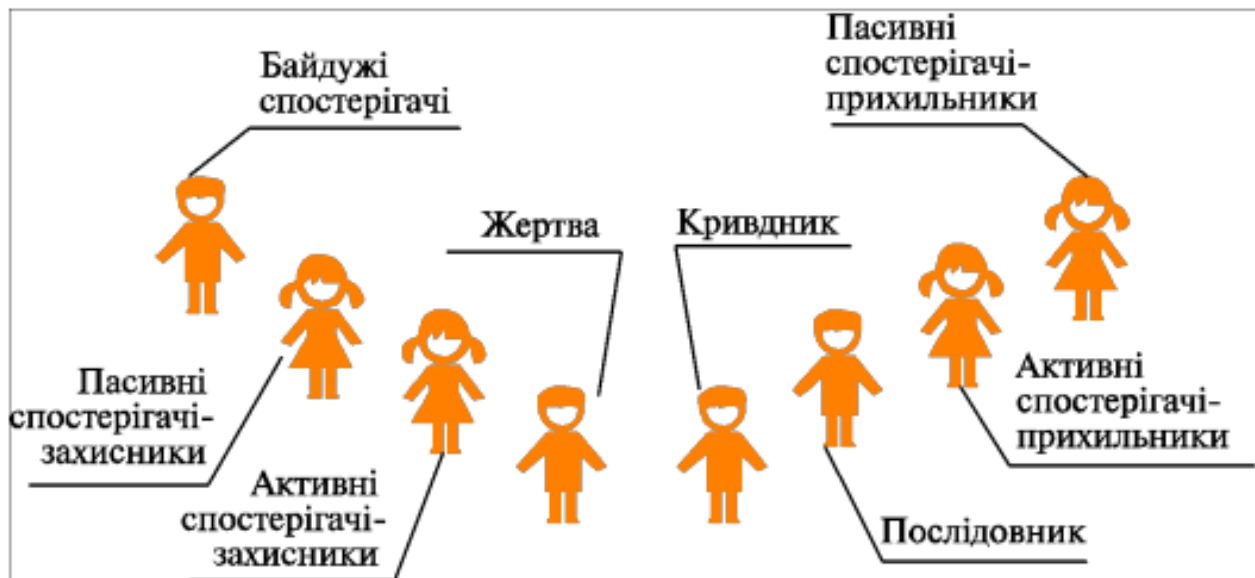 Байдужі
спостерігачі
Пасивні
спостерігачі-
прихильники
Жертва
Кривдник
Пасивні
спостерігачі-
захисники
Активні
спостерігачі-
захисники
Активні
спостерігачі-
прихильники
Послідовник